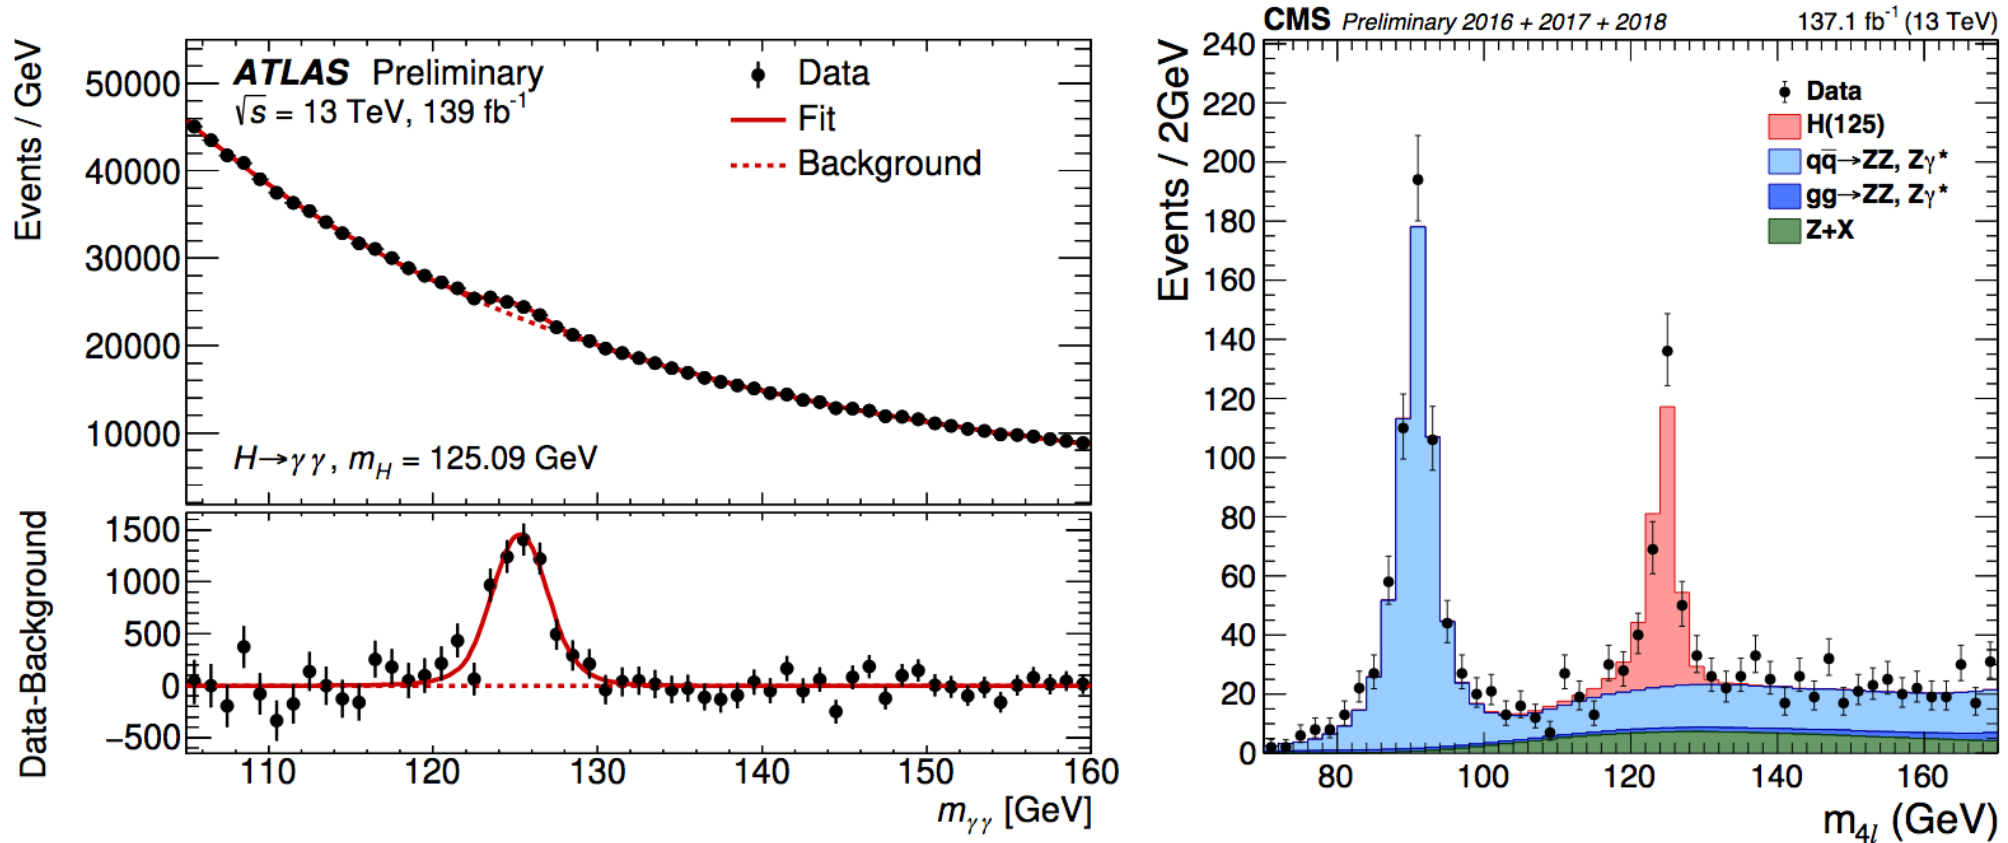 ATLAS Preliminary
√s = 13 TeV, 139 fb⁻¹
Data
Fit
Background
H→γγ, m_H = 125.09 GeV
Events / GeV
50000
40000
30000
20000
10000
Data-Background
1500
1000
500
0
−500
110 120 130 140 150 160
m_γγ [GeV]
CMS Preliminary 2016 + 2017 + 2018 137.1 fb⁻¹ (13 TeV)
Events / 2GeV
240
220
200
180
160
140
120
100
80
60
40
20
0
Data
H(125)
qq̅→ZZ, Zγ*
gg→ZZ, Zγ*
Z+X
80 100 120 140 160
m_4l (GeV)